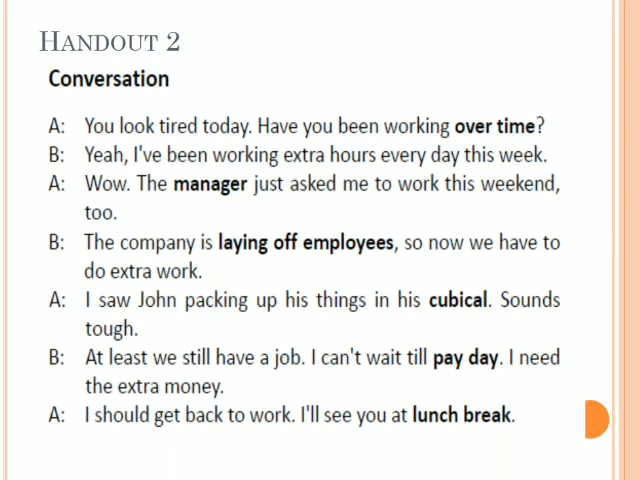 HANDOUT 2
Conversation
A: You look tired today. Have you been working over time?
B: Yeah, I've been working extra hours every day this week.
A: Wow. The manager just asked me to work this weekend,
too.
B: The company is laying off employees, so now we have to
do extra work.
A: I saw John packing up his things in his cubical. Sounds
tough.
B: At least we still have a job. I can't wait till pay day. I need
the extra money.
A: I should get back to work. I'll see you at lunch break.